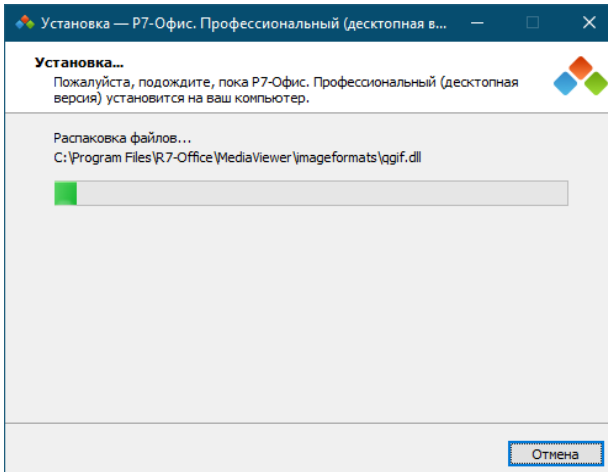 Установка — Р7-Офис. Профессиональный (десктопная в...
Установка...
Пожалуйста, подождите, пока Р7-Офис. Профессиональный (десктопная
версия) установится на ваш компьютер.
Распаковка файлов...
C:\Program Files\R7-Office\MediaViewer\imageformats\qgif.dll
Отмена